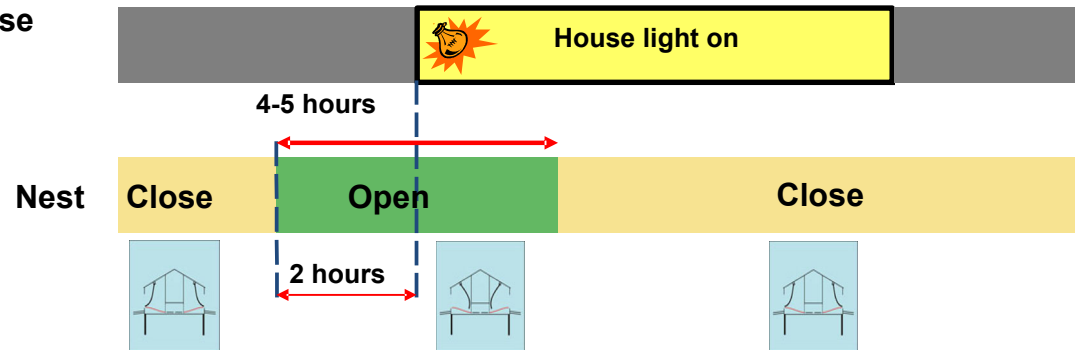 se
House light on
4-5 hours
Nest
Close
Open
Close
2 hours